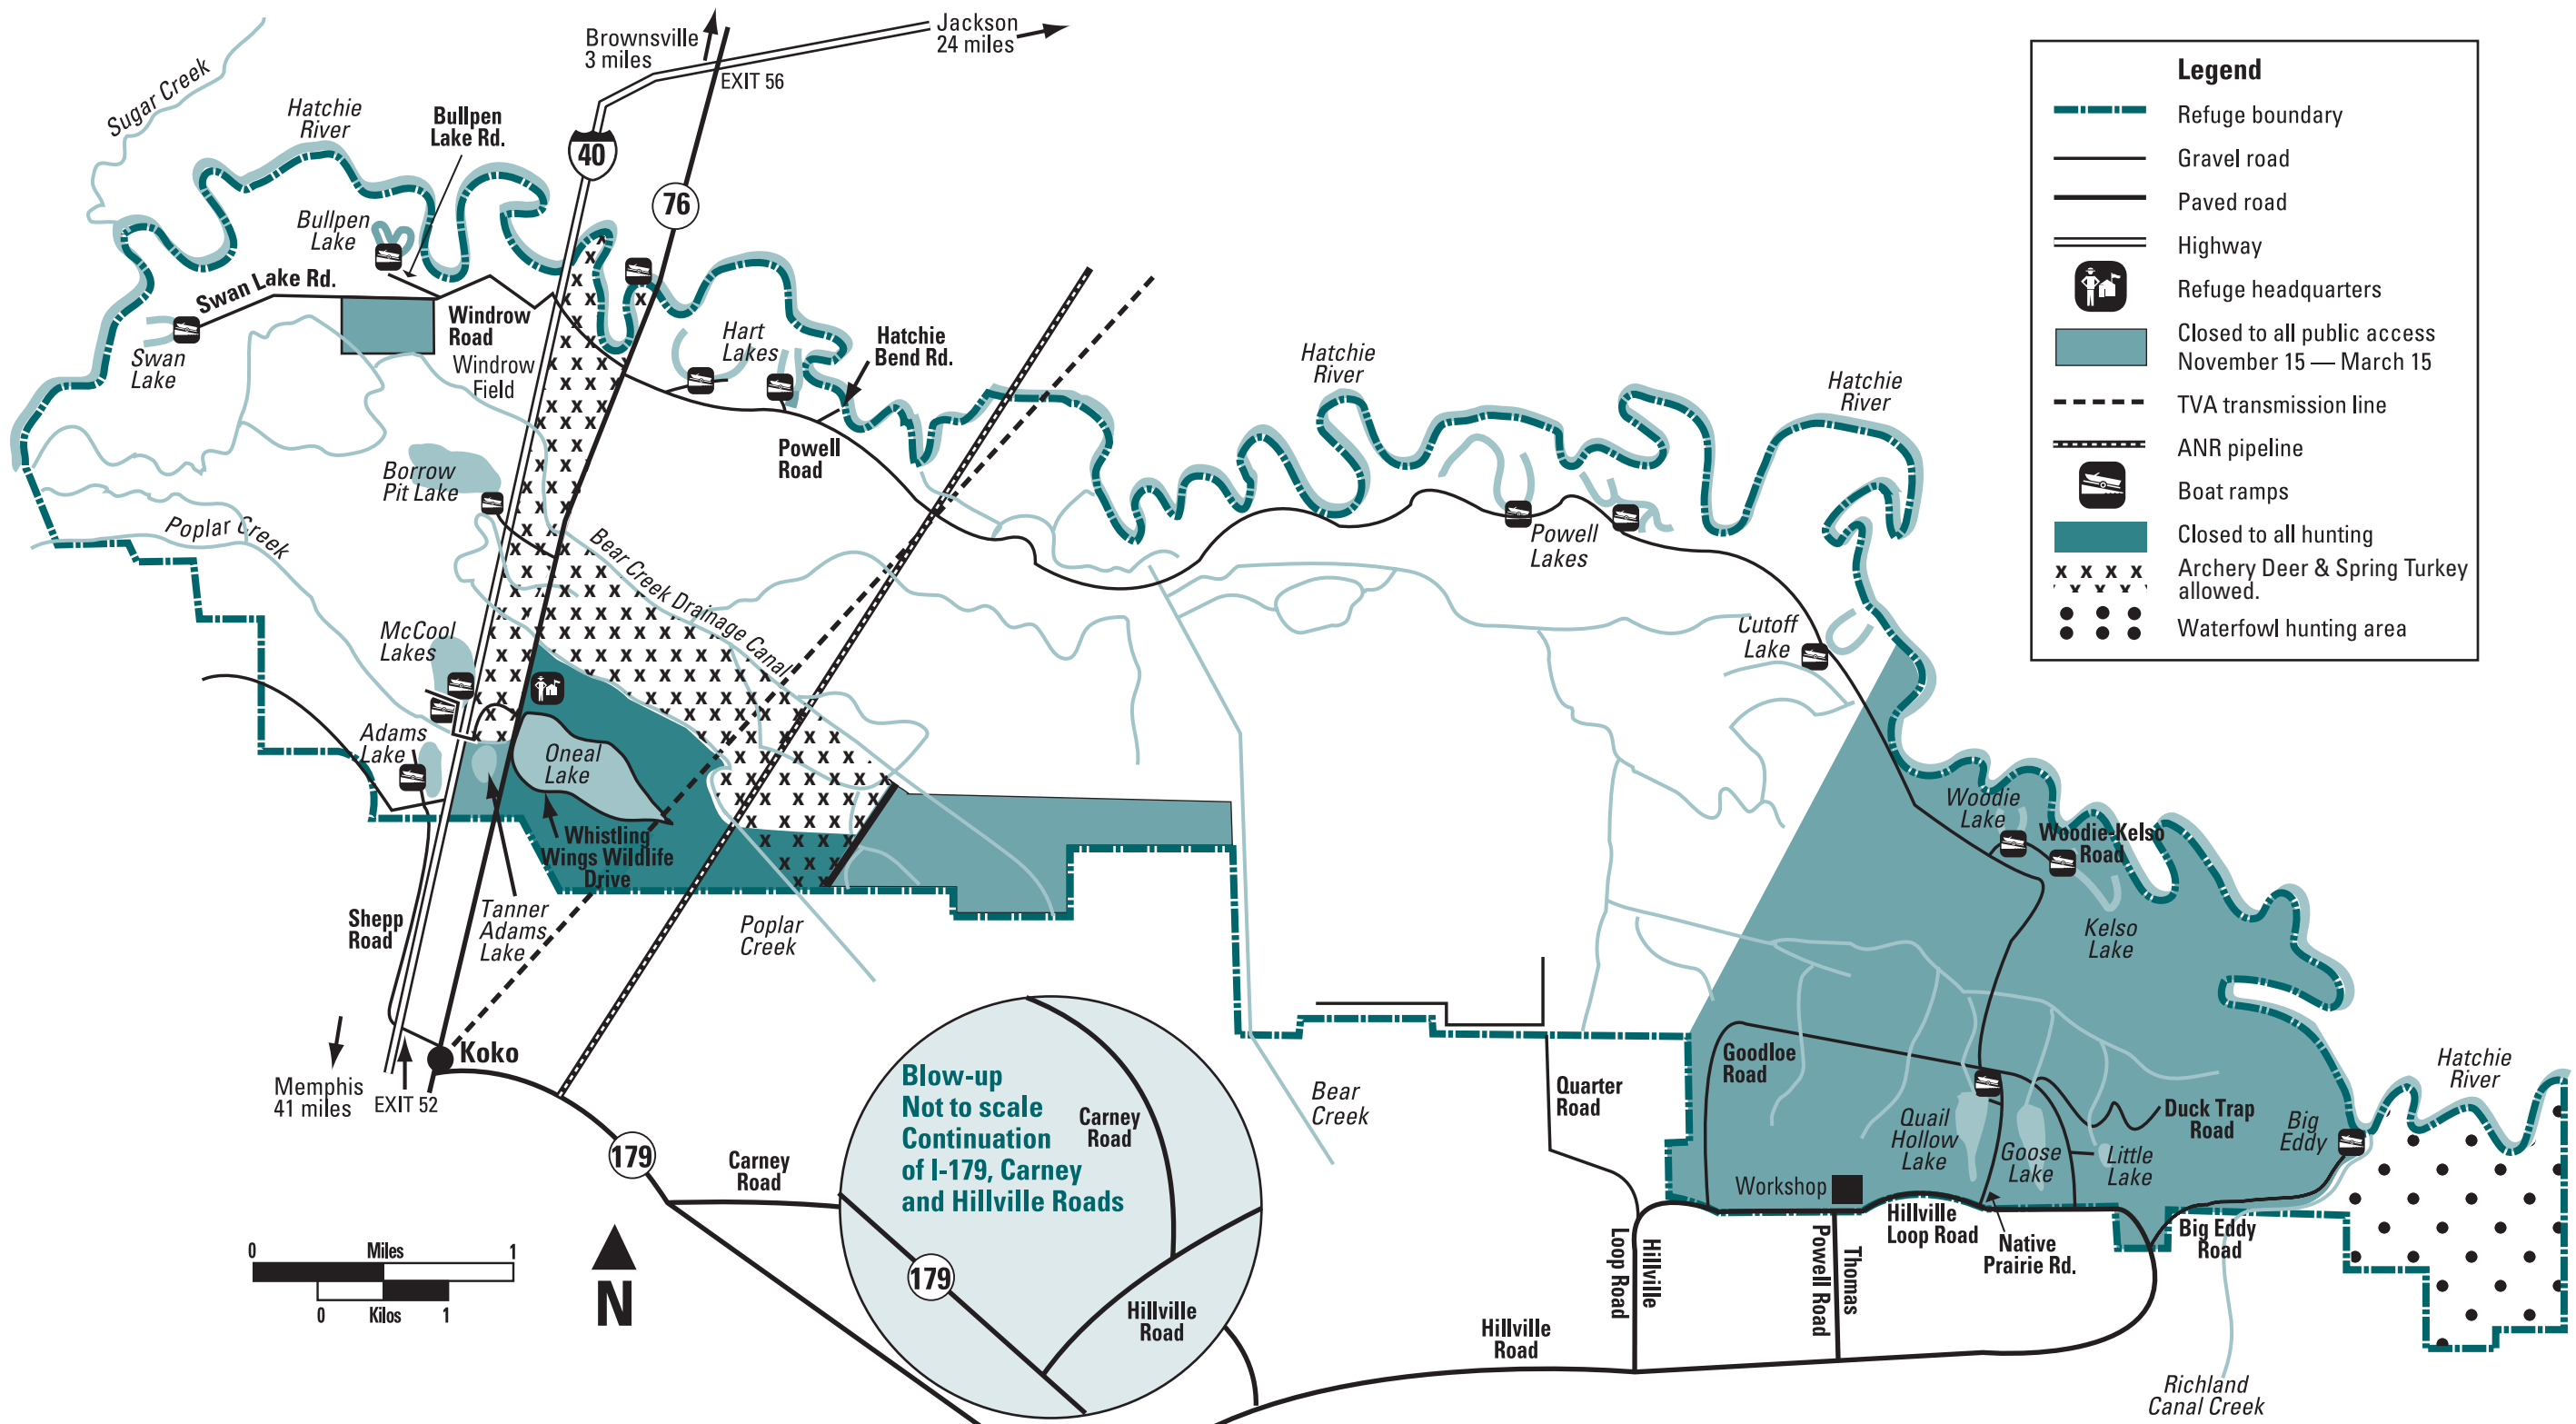 Brownsville
3 miles
Jackson
24 miles
EXIT 56
Sugar Creek
Hatchie
River
Bullpen
Lake Rd.
40
76
Bullpen
Lake
Swan Lake Rd.
Windrow
Road
Windrow
Field
Swan
Lake
Hart
Lakes
Hatchie
Bend Rd.
Powell
Road
Hatchie
River
Hatchie
River
Borrow
Pit Lake
Poplar Creek
Bear Creek Drainage Canal
Powell
Lakes
McCool
Lakes
Cutoff
Lake
Adams
Lake
Oneal
Lake
Whistling
Wings Wildlife
Drive
Woodie
Lake
Woodie-Kelso
Road
Kelso
Lake
Shepp
Road
Tanner
Adams
Lake
Poplar
Creek
Koko
Memphis
41 miles
EXIT 52
179
Carney
Road
Blow-up
Not to scale
Continuation
of I-179, Carney
and Hillville Roads
Carney
Road
179
Hillville
Road
Bear
Creek
Quarter
Road
Goodloe
Road
Quail
Hollow
Lake
Goose
Lake
Little
Lake
Duck Trap
Road
Big
Eddy
Hatchie
River
Workshop
Hillville
Loop Road
Native
Prairie Rd.
Big Eddy
Road
Hillville
Loop Road
Thomas
Powell Road
Hillville
Road
Richland
Canal Creek
0 Miles 1
0 Kilos 1
N
Legend
Refuge boundary
Gravel road
Paved road
Highway
Refuge headquarters
Closed to all public access
November 15 — March 15
TVA transmission line
ANR pipeline
Boat ramps
Closed to all hunting
Archery Deer & Spring Turkey
allowed.
Waterfowl hunting area